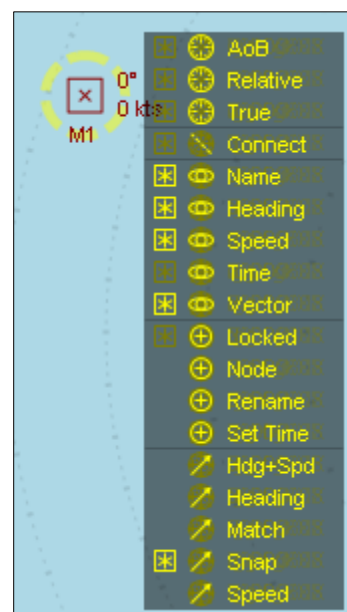 0°
0 kts
M1
AoB
Relative
True
Connect
Name
Heading
Speed
Time
Vector
Locked
Node
Rename
Set Time
Hdg+Spd
Heading
Match
Snap
Speed